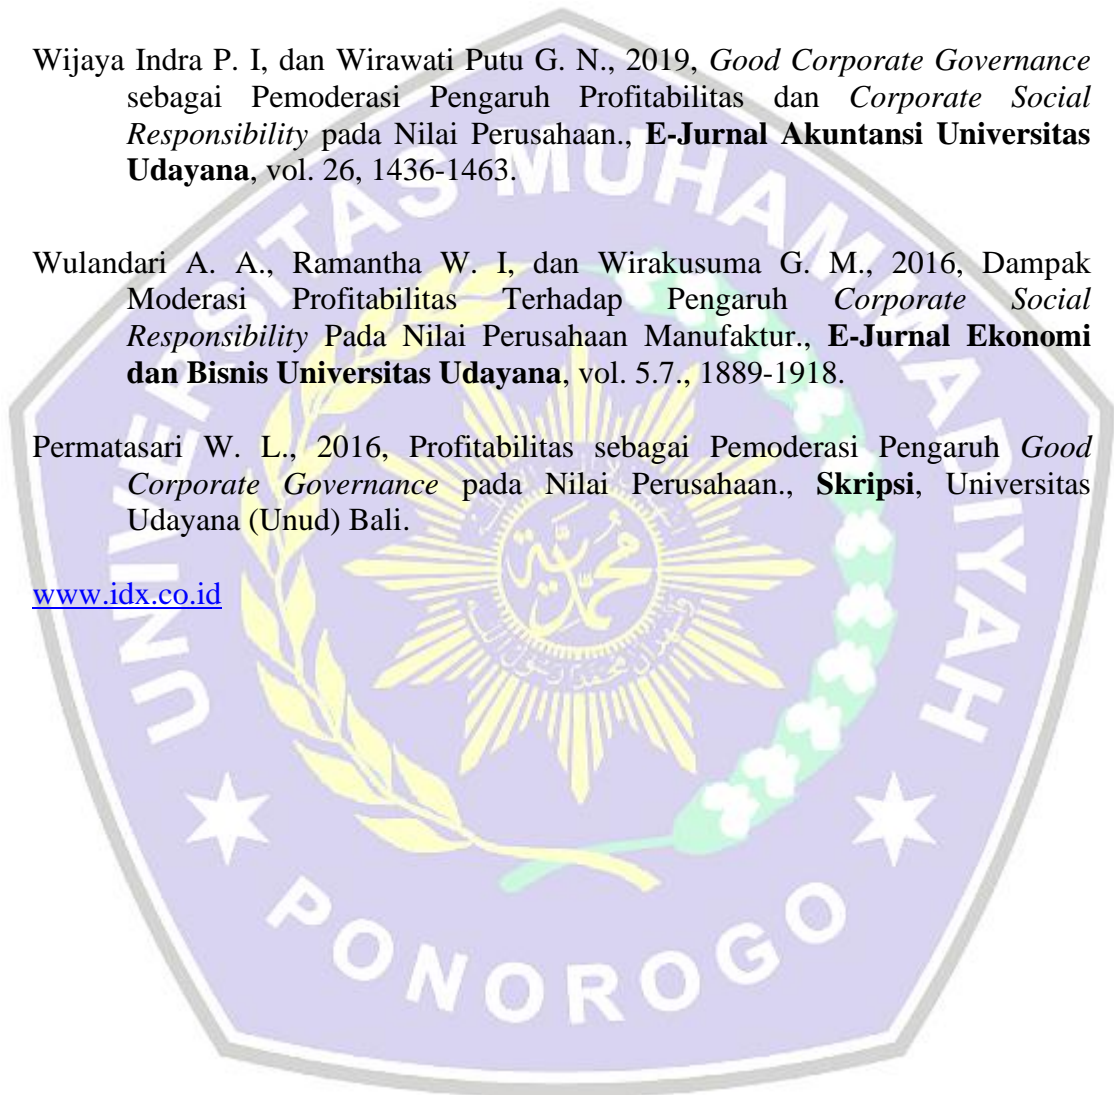 Wijaya Indra P. I, dan Wirawati Putu G. N., 2019, Good Corporate Governance
sebagai Pemoderasi Pengaruh Profitabilitas dan Corporate Social
Responsibility pada Nilai Perusahaan., E-Jurnal Akuntansi Universitas
Udayana, vol. 26, 1436-1463.
Wulandari A. A., Ramantha W. I, dan Wirakusuma G. M., 2016, Dampak
Moderasi Profitabilitas Terhadap Pengaruh Corporate Social
Responsibility Pada Nilai Perusahaan Manufaktur., E-Jurnal Ekonomi
dan Bisnis Universitas Udayana, vol. 5.7., 1889-1918.
Permatasari W. L., 2016, Profitabilitas sebagai Pemoderasi Pengaruh Good
Corporate Governance pada Nilai Perusahaan., Skripsi, Universitas
Udayana (Unud) Bali.
www.idx.co.id
UNIVERSITAS MUHAMMADIYAH
PONOROGO
محمدية